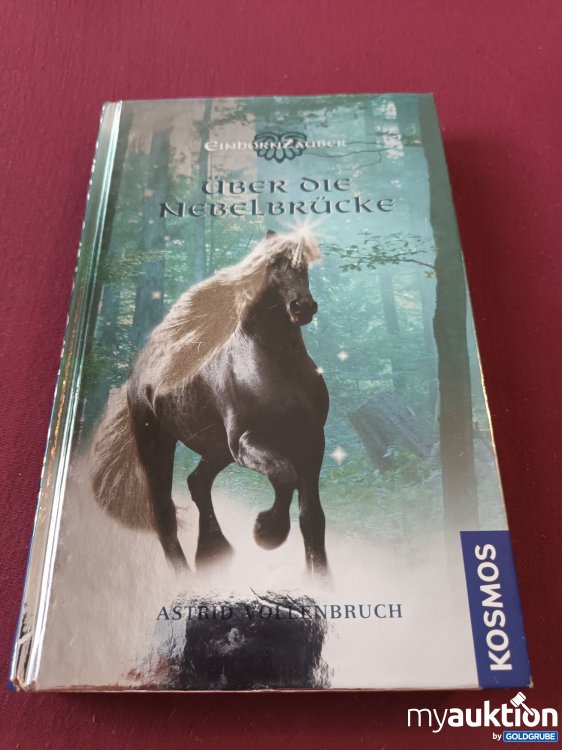 EINHORNZAUBER
ÜBER DIE
NEBELBRÜCKE
ASTRID VOLLENBRUCH
KOSMOS
myauktion
by GOLDGRUBE